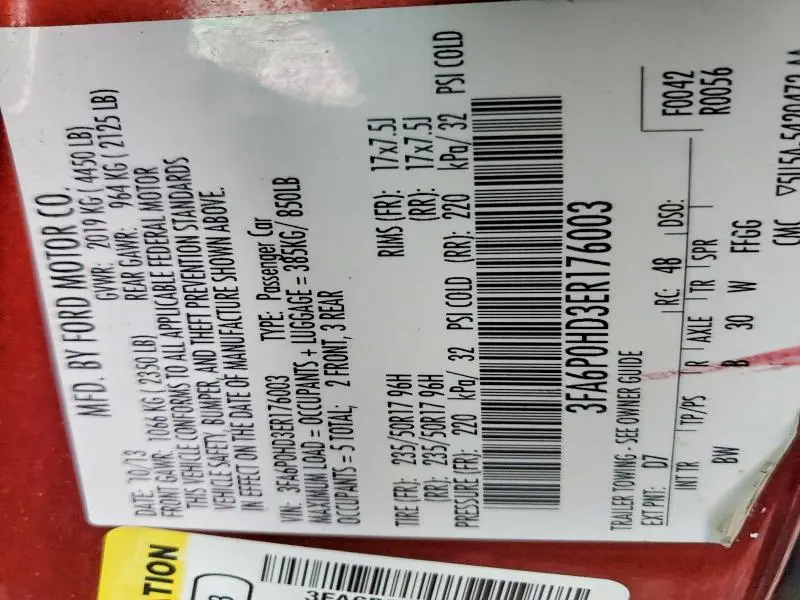 MFD. BY FORD MOTOR CO.
DATE: 10/13 GVWR: 2019 KG ( 4450 LB)
FRONT GAWR: 1066 KG ( 2350 LB) REAR GAWR: 964 KG ( 2125 LB)
THIS VEHICLE CONFORMS TO ALL APPLICABLE FEDERAL MOTOR
VEHICLE SAFETY, BUMPER, AND THEFT PREVENTION STANDARDS
IN EFFECT ON THE DATE OF MANUFACTURE SHOWN ABOVE.
VIN: 3FA6P0HD3ER176003 TYPE: Passenger Car
MAXIMUM LOAD = OCCUPANTS + LUGGAGE = 385KG/ 850LB
OCCUPANTS = 5 TOTAL; 2 FRONT, 3 REAR
TIRE (FR): 235/50R17 96H RIMS (FR): 17x7.5J
(RR): 235/50R17 96H (RR): 17x7.5J
PRESSURE (FR): 220 kPa/ 32 PSI COLD (RR): 220 kPa/ 32 PSI COLD
3FA6P0HD3ER176003
TRAILER TOWING - SEE OWNER GUIDE
F0042
EXT PNT: D7 RC: 48 DSO: R0056
INT TR TP/PS R AXLE TR SPR
BW B 30 W FFGG
CMC
TION